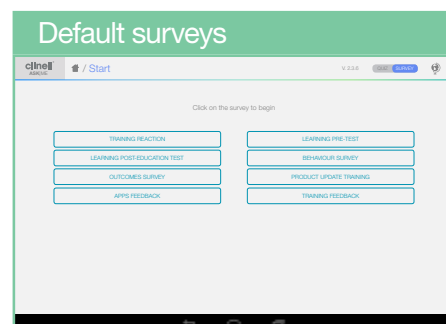 Default surveys
clinell
/ Start
SURVEY
Click on the survey to begin
TRAINING REACTION
LEARNING PRE-TEST
LEARNING POST-EDUCATION TEST
BEHAVIOUR SURVEY
OUTCOMES SURVEY
PRODUCT UPDATE TRAINING
APPS FEEDBACK
TRAINING FEEDBACK